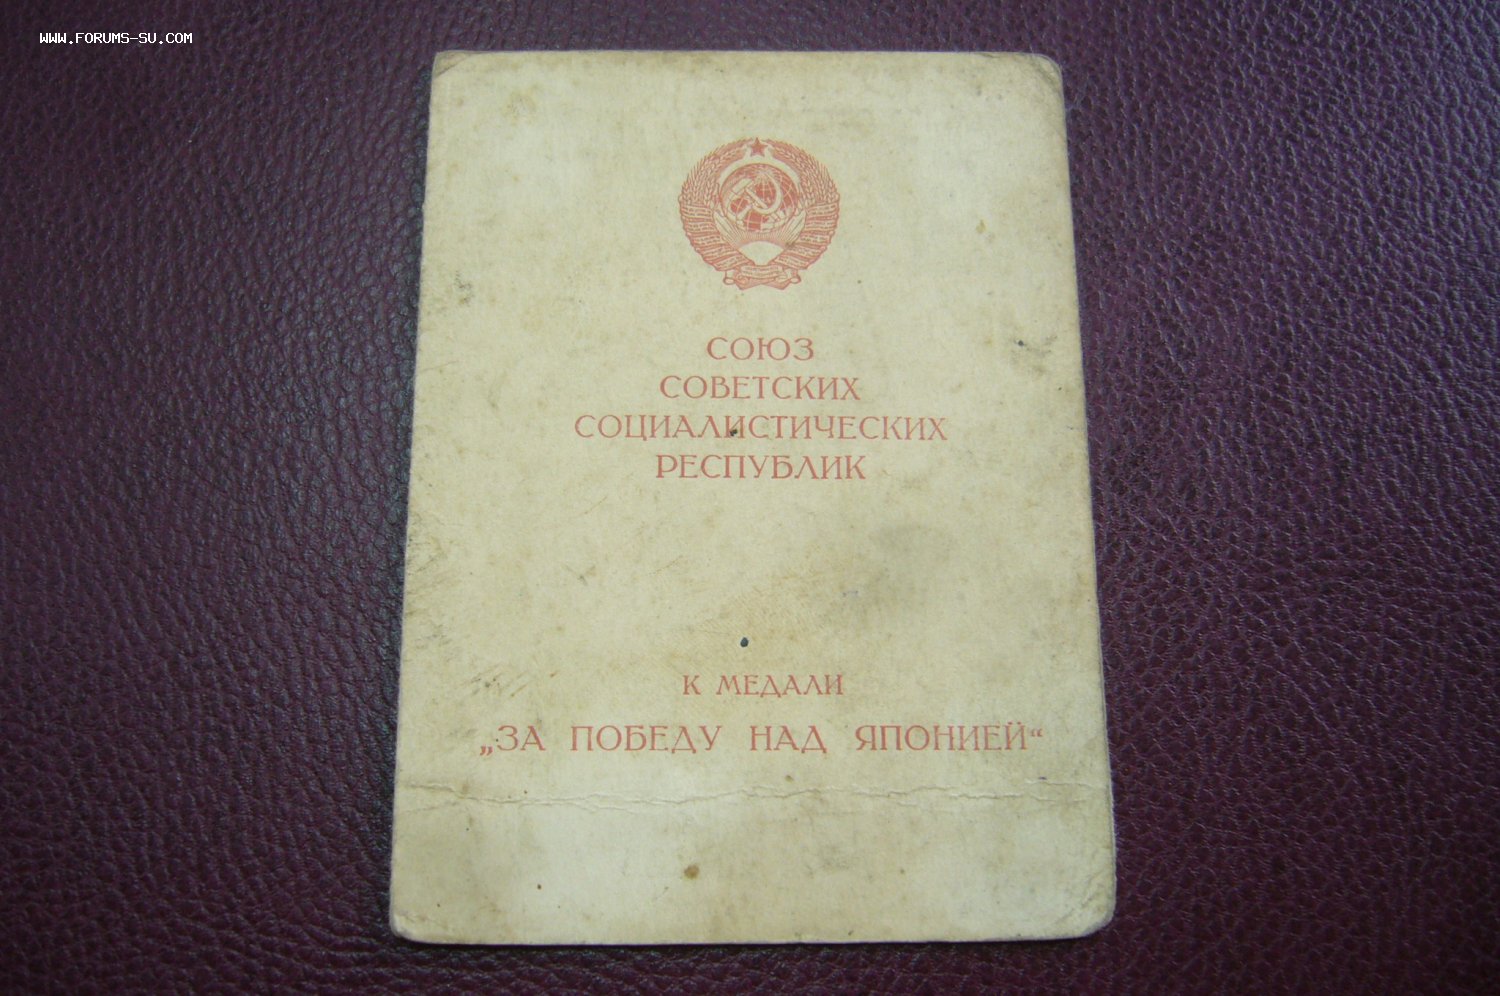 WWW.FORUMS-SU.COM
СОЮЗ
СОВЕТСКИХ
СОЦИАЛИСТИЧЕСКИХ
РЕСПУБЛИК
К МЕДАЛИ
„ЗА ПОБЕДУ НАД ЯПОНИЕЙ“